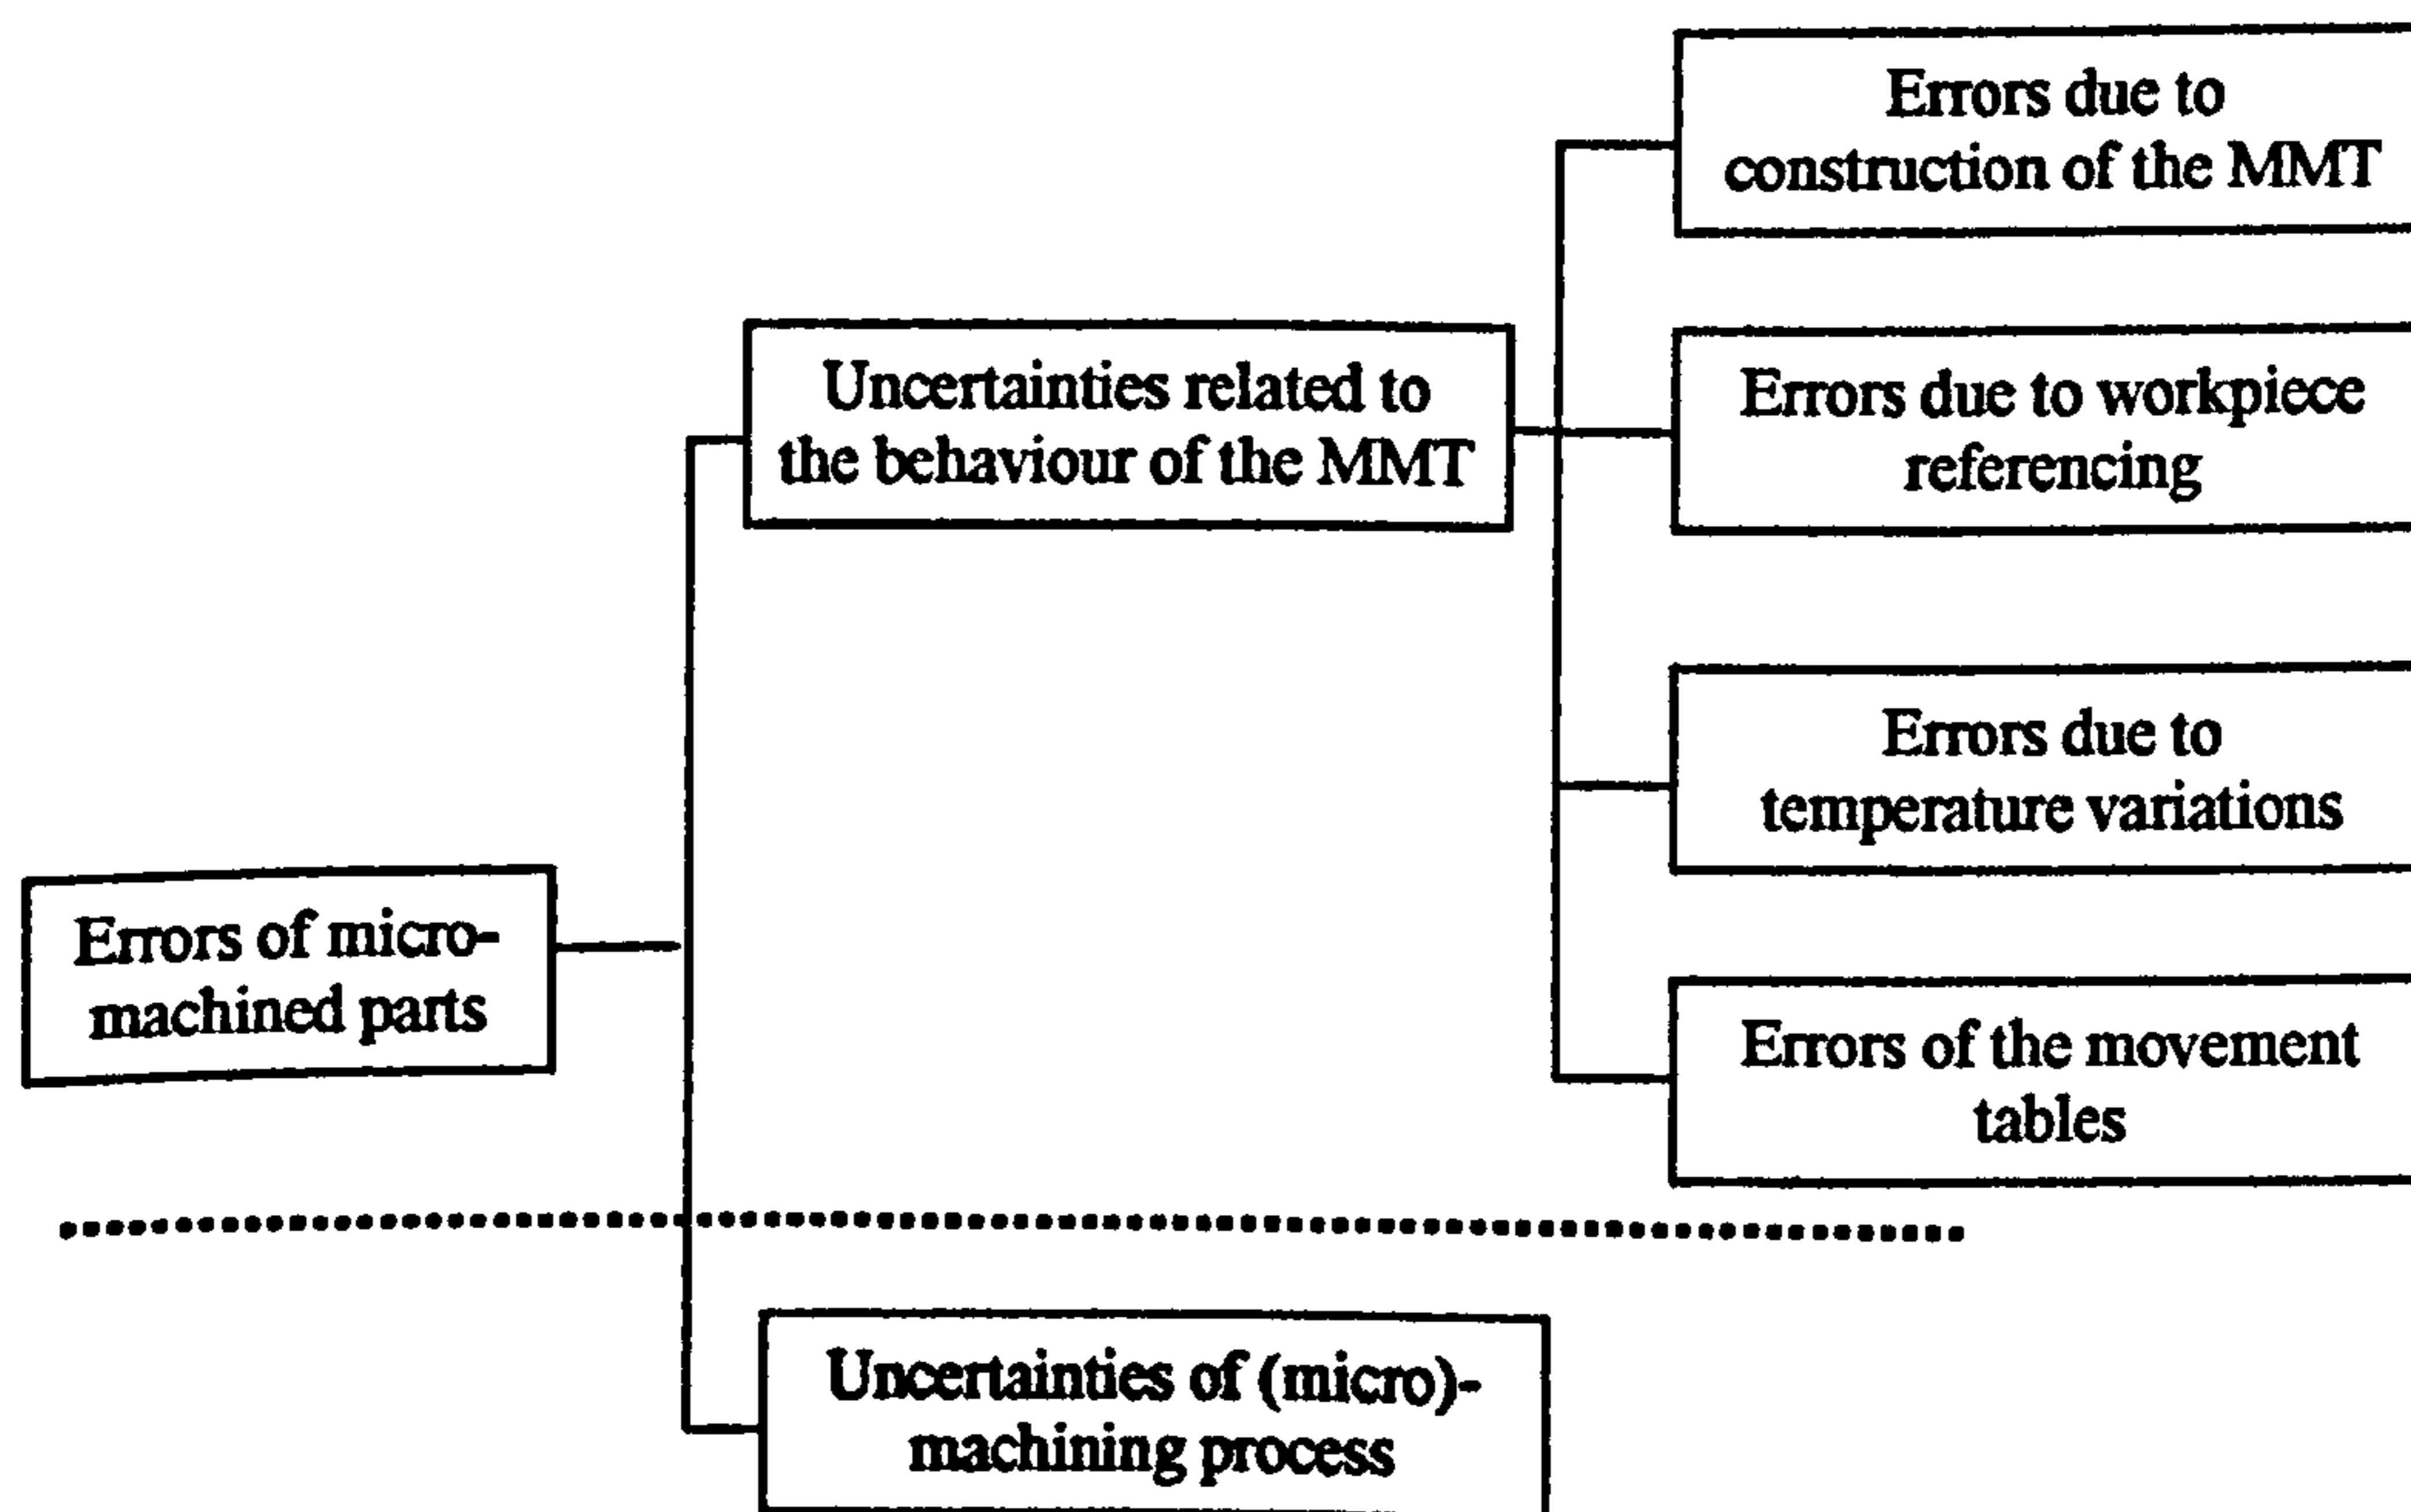 Errors due to
construction of the MMT
Uncertainties related to
the behaviour of the MMT
Errors due to workpiece
referencing
Errors due to
temperature variations
Errors of micro-
machined parts
Errors of the movement
tables
Uncertainties of (micro)-
machining process